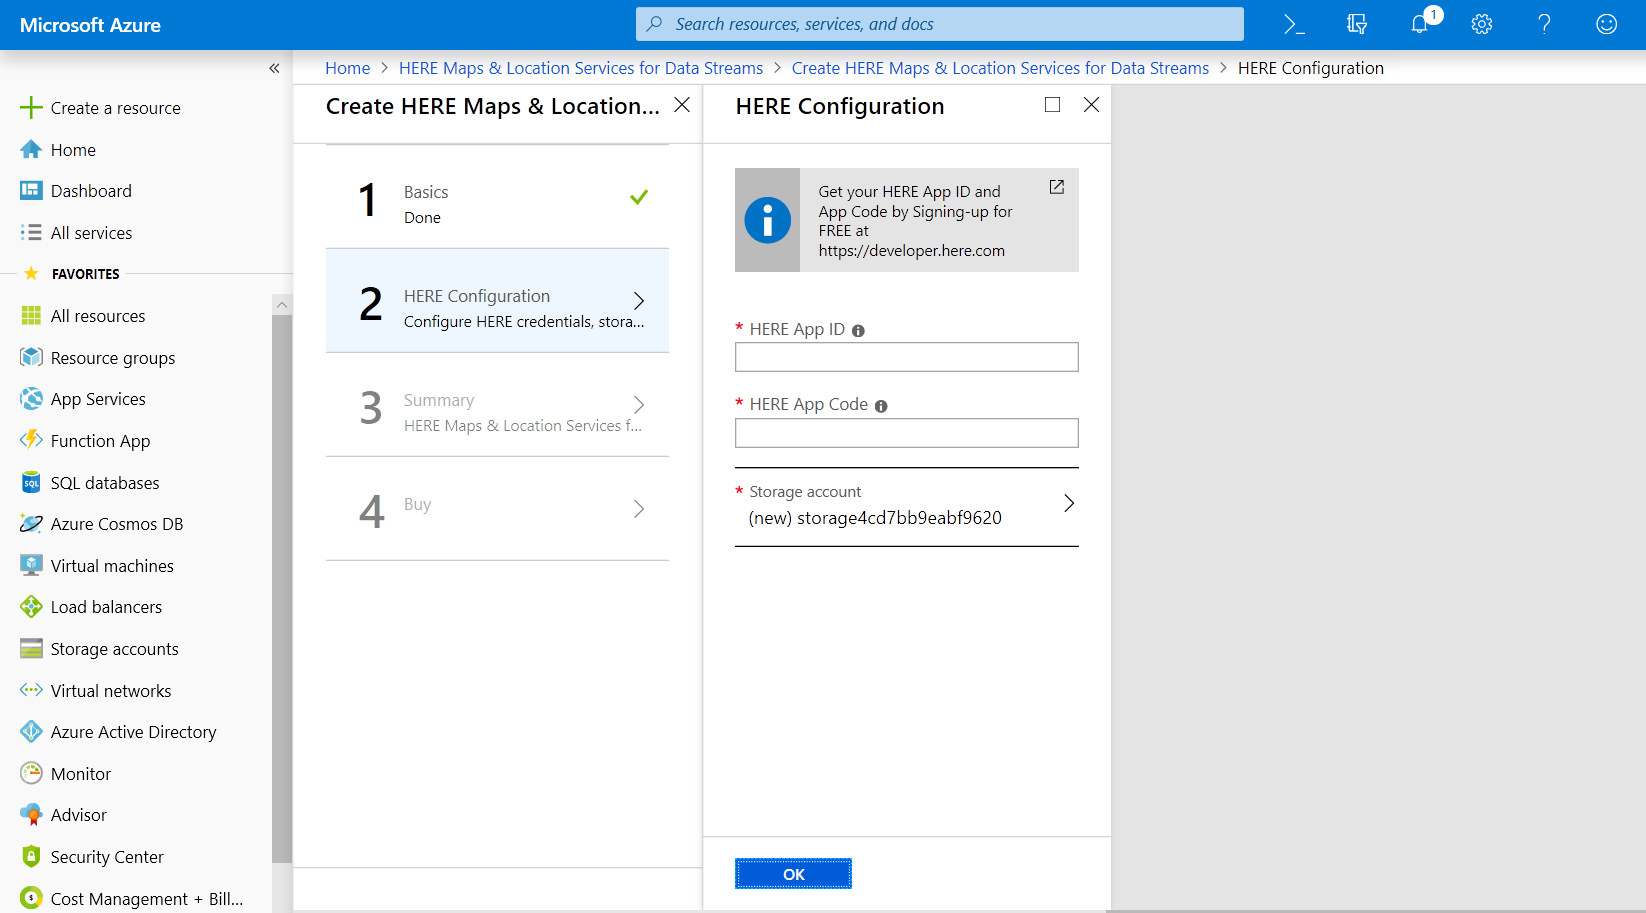 Microsoft Azure
Search resources, services, and docs
1
Home > HERE Maps & Location Services for Data Streams > Create HERE Maps & Location Services for Data Streams > HERE Configuration
Create a resource
Home
Dashboard
All services
FAVORITES
All resources
Resource groups
App Services
Function App
SQL databases
Azure Cosmos DB
Virtual machines
Load balancers
Storage accounts
Virtual networks
Azure Active Directory
Monitor
Advisor
Security Center
Cost Management + Bill...
Create HERE Maps & Location...
1
Basics
Done
2
HERE Configuration
Configure HERE credentials, stora...
3
Summary
HERE Maps & Location Services f...
4
Buy
HERE Configuration
Get your HERE App ID and
App Code by Signing-up for
FREE at
https://developer.here.com
* HERE App ID
* HERE App Code
* Storage account
(new) storage4cd7bb9eabf9620
OK